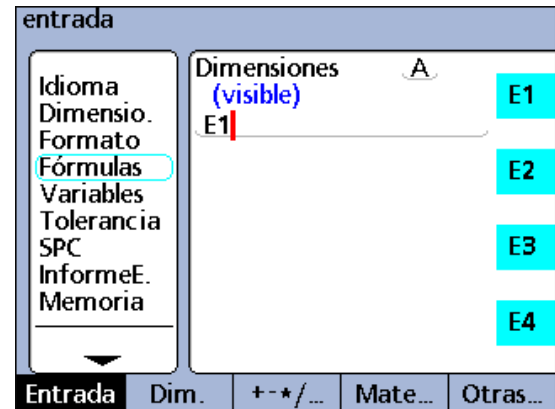 entrada
Idioma
Dimensio.
Formato
Fórmulas
Variables
Tolerancia
SPC
InformeE.
Memoria
Dimensiones A
(visible)
E1
E1
E2
E3
E4
Entrada Dim. +-*/... Mate... Otras...